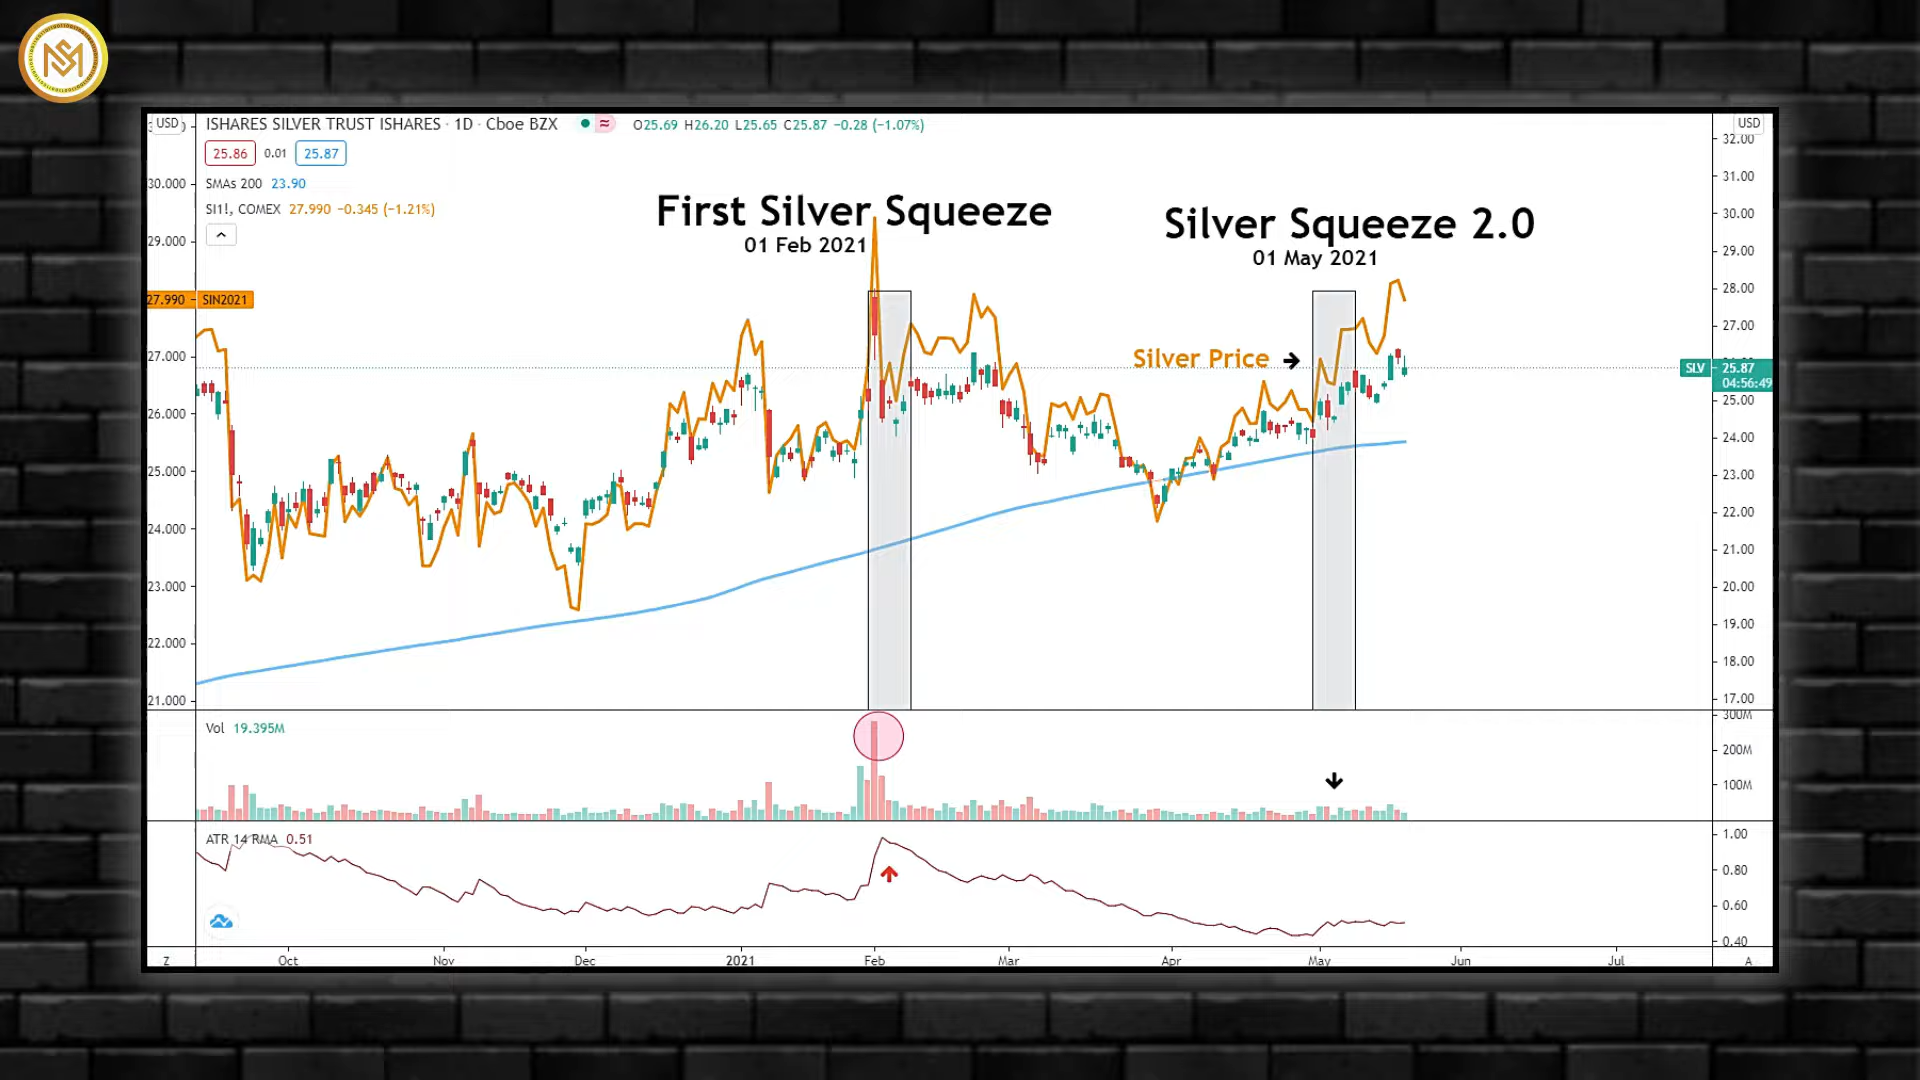 USD
ISHARES SILVER TRUST ISHARES · 1D · Cboe BZX
O25.69 H26.20 L25.65 C25.87 −0.28 (−1.07%)
USD
25.86 0.01 25.87
SMAs 200 23.90
SI1!, COMEX 27.990 −0.345 (−1.21%)
First Silver Squeeze
01 Feb 2021
Silver Squeeze 2.0
01 May 2021
Silver Price
30.000
29.000
27.990 SIN2021
27.000
26.000
25.000
24.000
23.000
22.000
21.000
32.00
31.00
30.00
29.00
28.00
27.00
SLV 25.87
04:56:49
25.00
24.00
23.00
22.00
21.00
20.00
19.00
18.00
17.00
Vol 19.395M
300M
200M
100M
ATR 14 RMA 0.51
1.00
0.80
0.60
0.40
Z Oct Nov Dec 2021 Feb Mar Apr May Jun Jul A